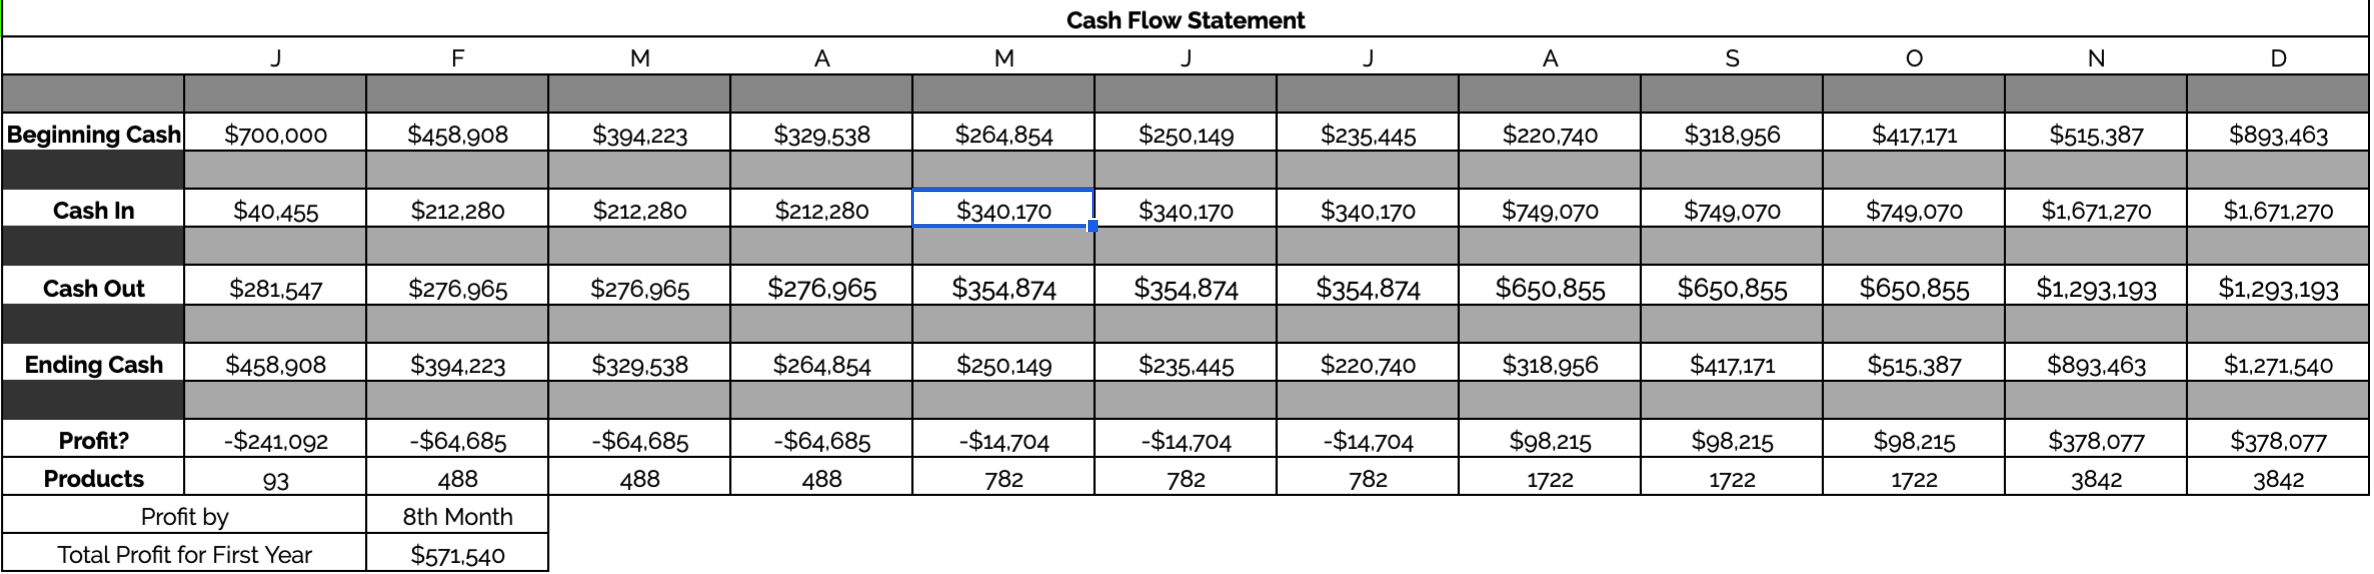 Cash Flow Statement
J F M A M J J A S O N D
Beginning Cash $700,000 $458,908 $394,223 $329,538 $264,854 $250,149 $235,445 $220,740 $318,956 $417,171 $515,387 $893,463
Cash In $40,455 $212,280 $212,280 $212,280 $340,170 $340,170 $340,170 $749,070 $749,070 $749,070 $1,671,270 $1,671,270
Cash Out $281,547 $276,965 $276,965 $276,965 $354,874 $354,874 $354,874 $650,855 $650,855 $650,855 $1,293,193 $1,293,193
Ending Cash $458,908 $394,223 $329,538 $264,854 $250,149 $235,445 $220,740 $318,956 $417,171 $515,387 $893,463 $1,271,540
Profit? -$241,092 -$64,685 -$64,685 -$64,685 -$14,704 -$14,704 -$14,704 $98,215 $98,215 $98,215 $378,077 $378,077
Products 93 488 488 488 782 782 782 1722 1722 1722 3842 3842
Profit by 8th Month
Total Profit for First Year $571,540